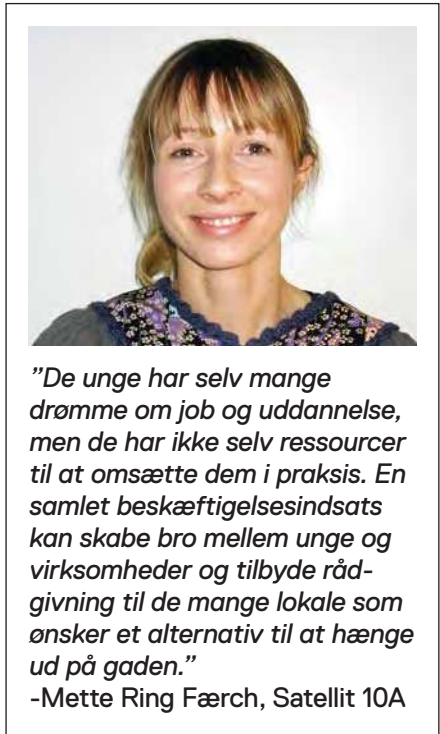 ”De unge har selv mange
drømme om job og uddannelse,
men de har ikke selv ressourcer
til at omsætte dem i praksis. En
samlet beskæftigelsesindsats
kan skabe bro mellem unge og
virksomheder og tilbyde råd-
givning til de mange lokale som
ønsker et alternativ til at hænge
ud på gaden.”
-Mette Ring Færch, Satellit 10A